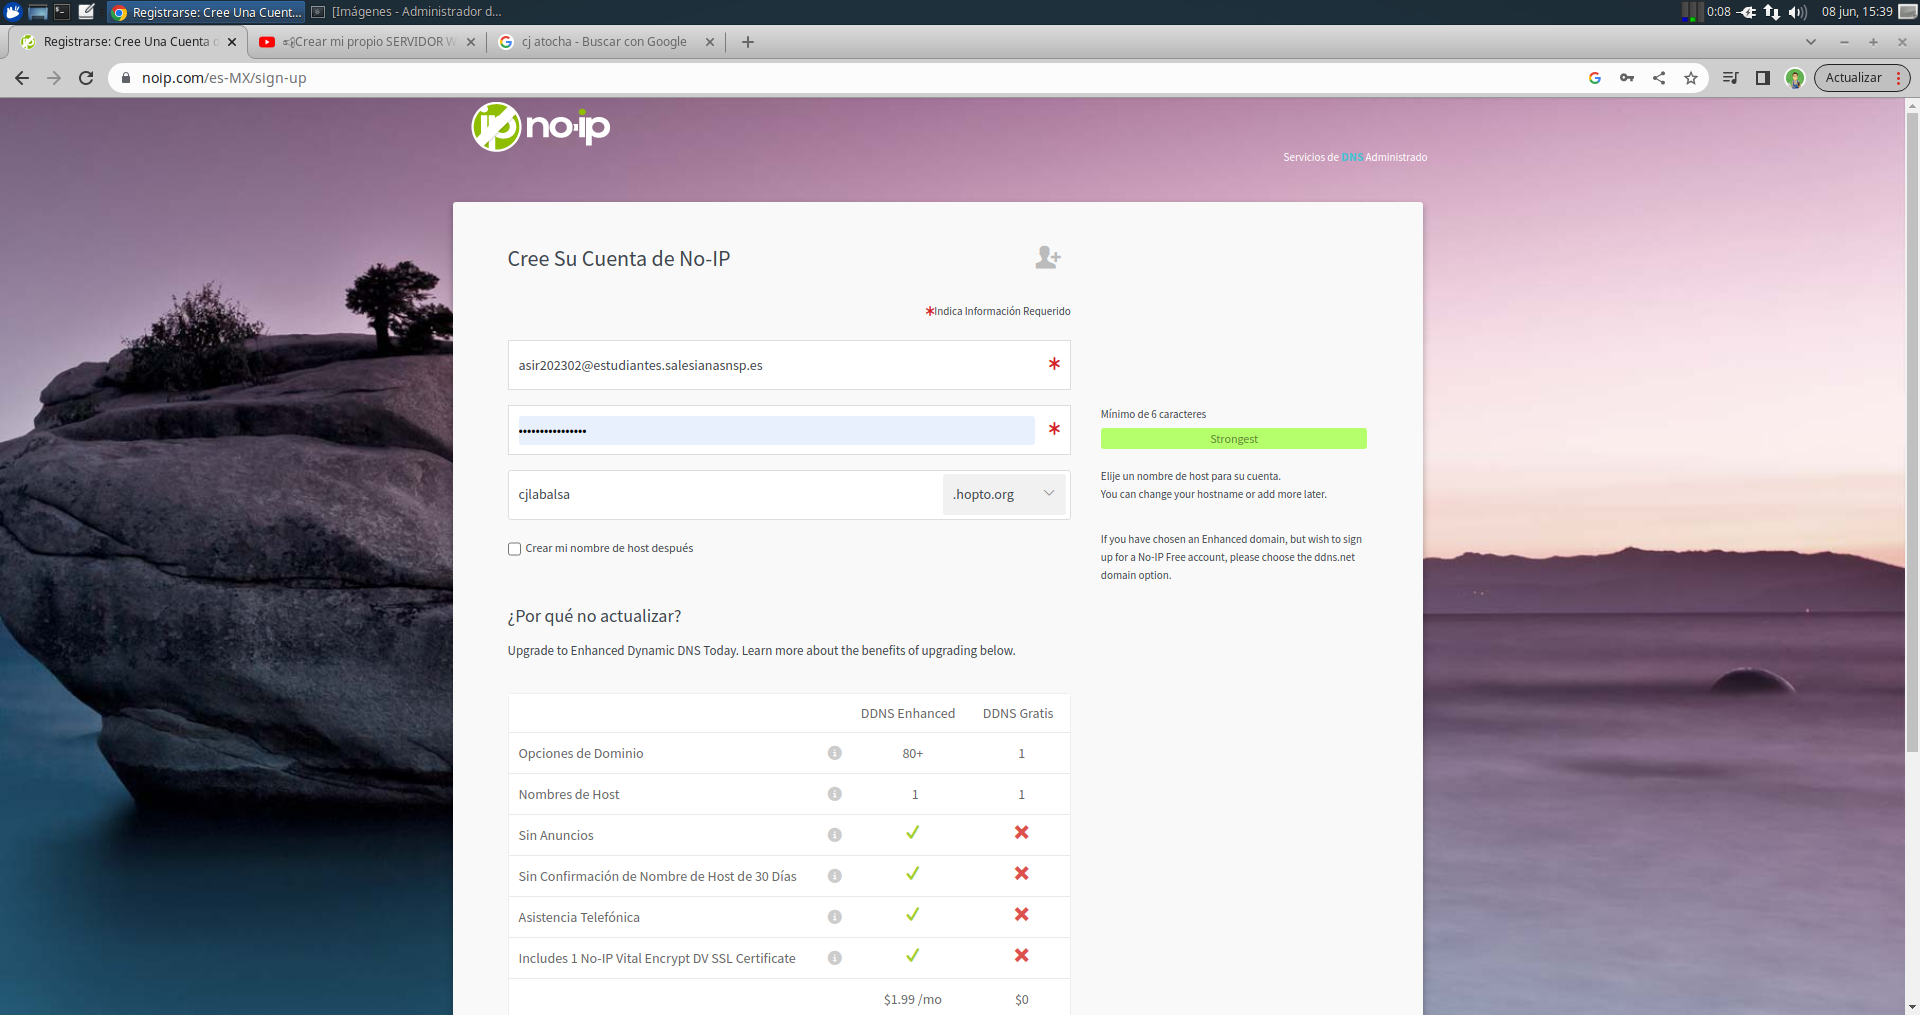 Registrarse: Cree Una Cuent...
[Imágenes - Administrador d...
0:08
08 jun, 15:39
Registrarse: Cree Una Cuenta
Crear mi propio SERVIDOR W
cj atocha - Buscar con Google
noip.com/es-MX/sign-up
Actualizar
no-ip
Servicios de DNS Administrado
Cree Su Cuenta de No-IP
*Indica Información Requerido
asir202302@estudiantes.salesianasnsp.es
*
••••••••••••••••
*
Mínimo de 6 caracteres
Strongest
cjlabalsa
.hopto.org
Elije un nombre de host para su cuenta.
You can change your hostname or add more later.
Crear mi nombre de host después
If you have chosen an Enhanced domain, but wish to sign
up for a No-IP Free account, please choose the ddns.net
domain option.
¿Por qué no actualizar?
Upgrade to Enhanced Dynamic DNS Today. Learn more about the benefits of upgrading below.
DDNS Enhanced DDNS Gratis
Opciones de Dominio 80+ 1
Nombres de Host 1 1
Sin Anuncios
Sin Confirmación de Nombre de Host de 30 Días
Asistencia Telefónica
Includes 1 No-IP Vital Encrypt DV SSL Certificate
$1.99 /mo $0